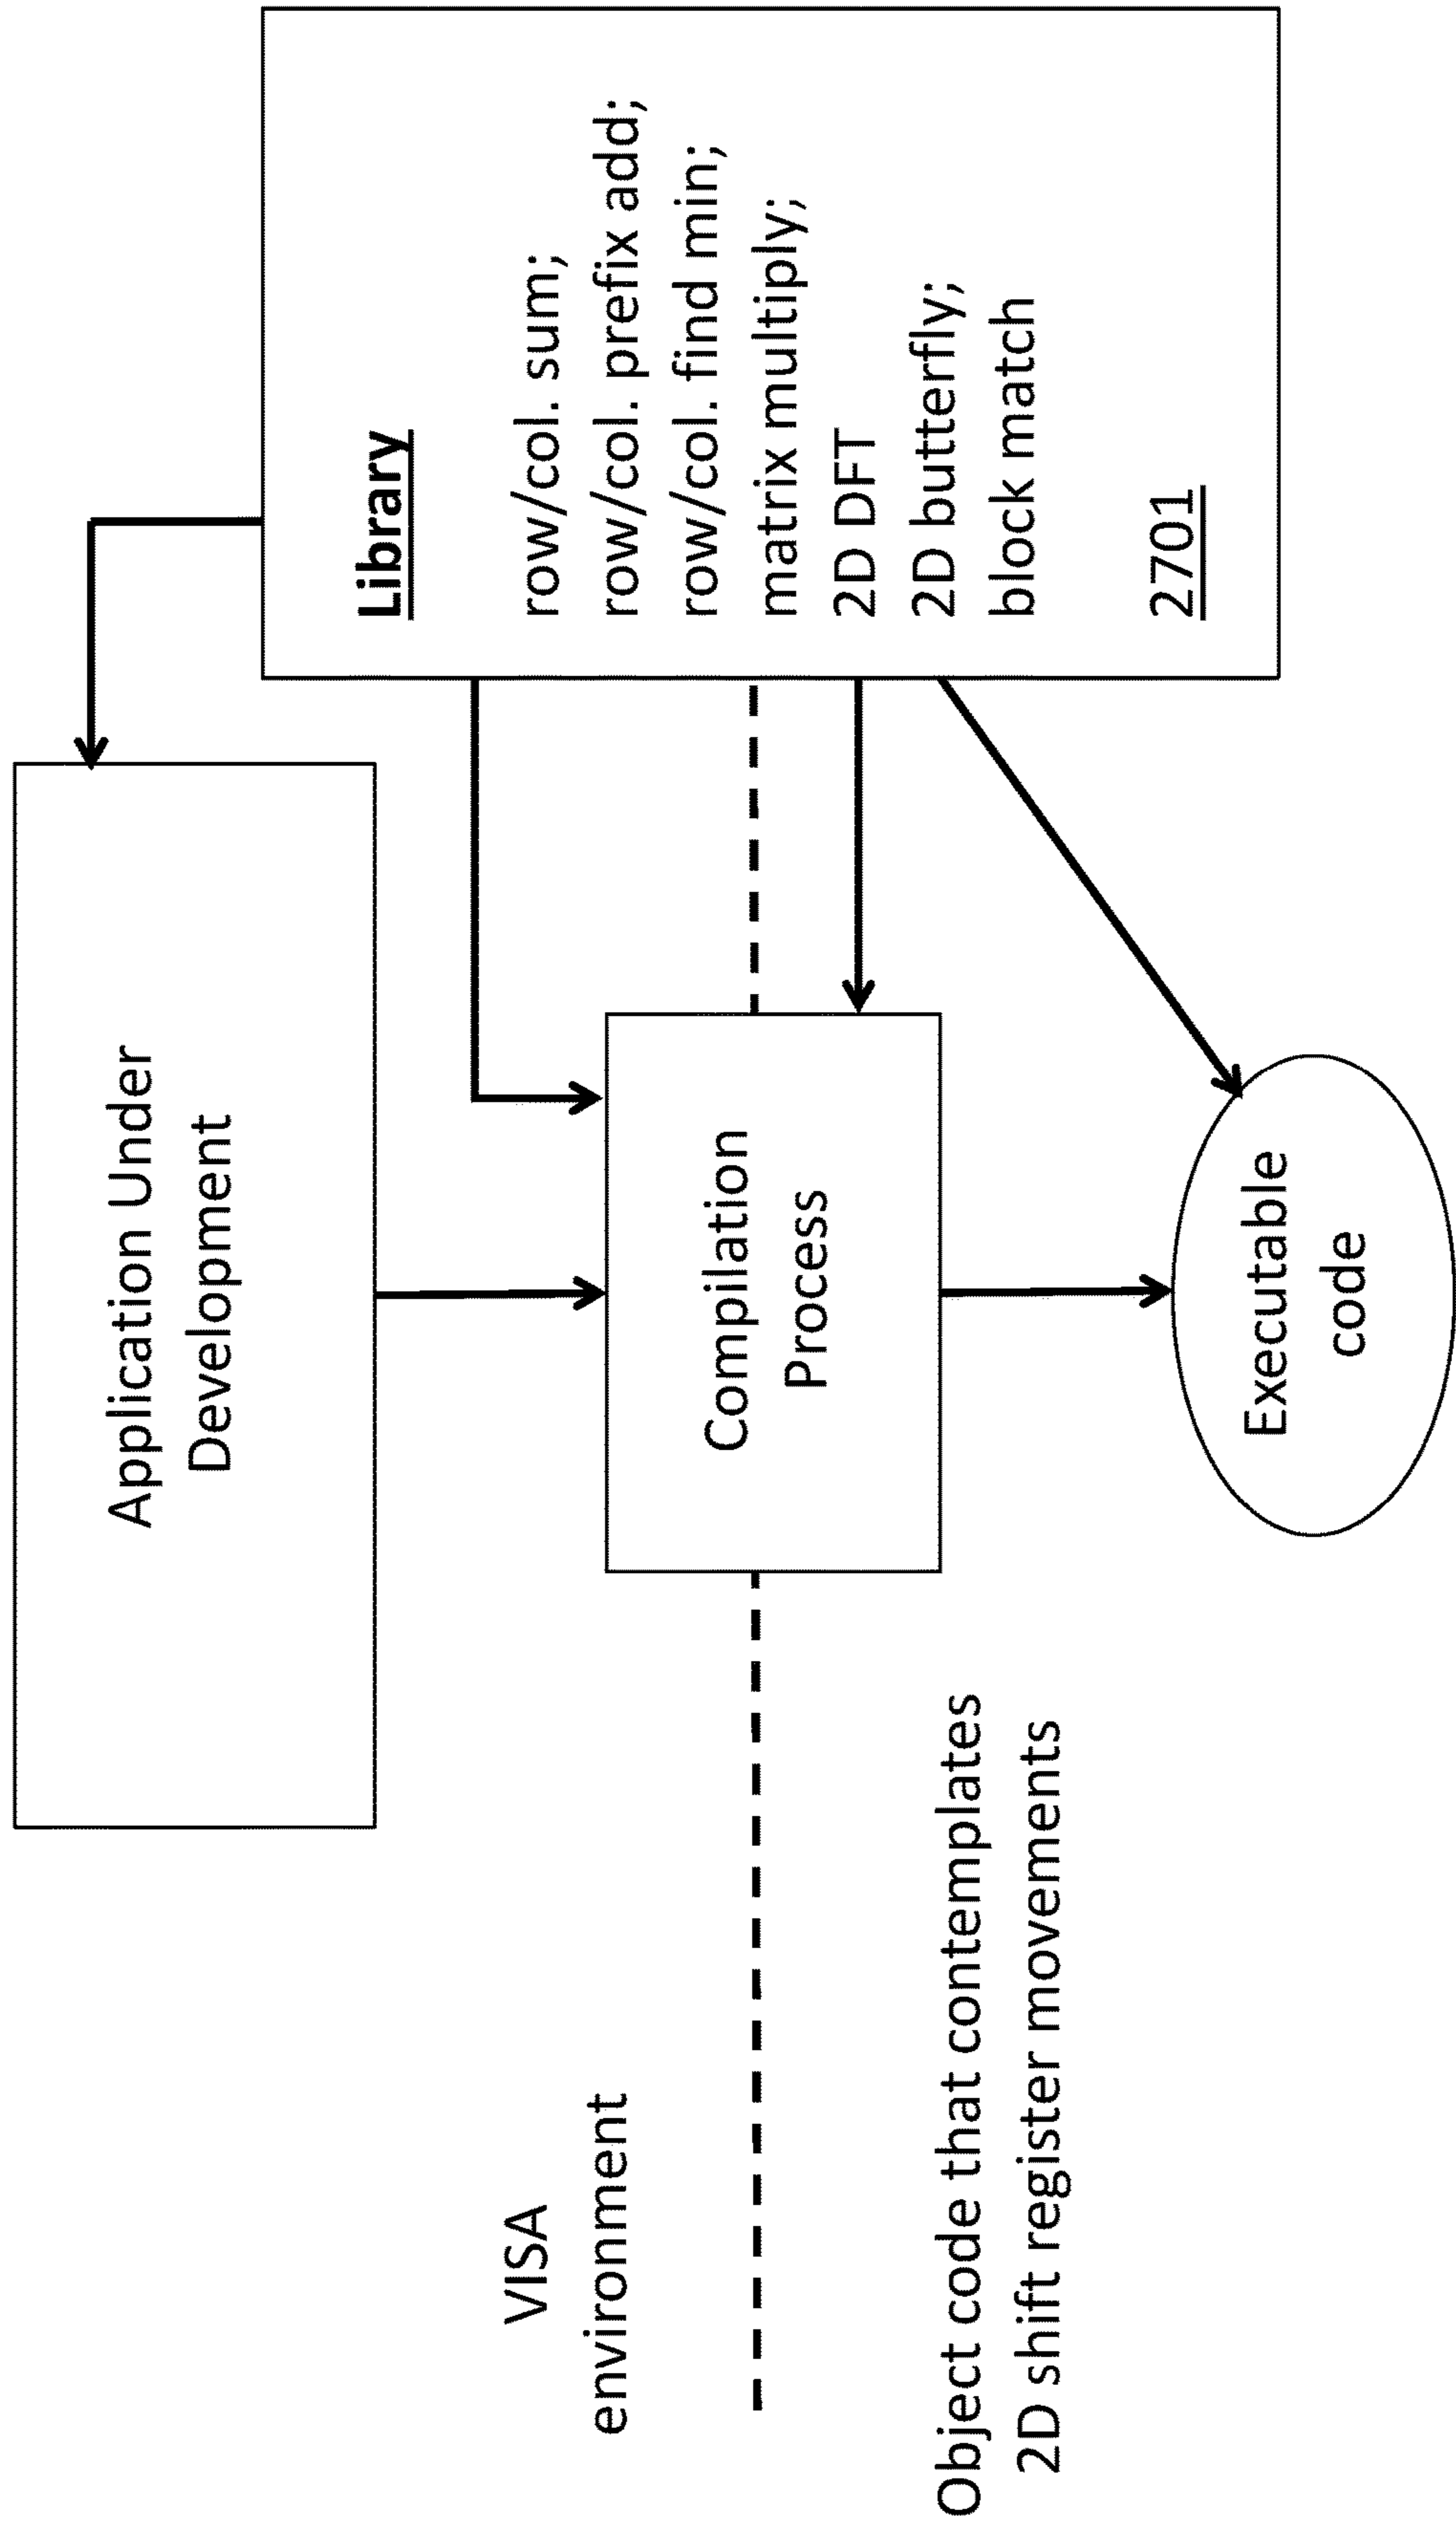 Application Under
Development
VISA
environment
Compilation
Process
Object code that contemplates
2D shift register movements
Executable
code
Library
row/col. sum;
row/col. prefix add;
row/col. find min;
matrix multiply;
2D DFT
2D butterfly;
block match
2701